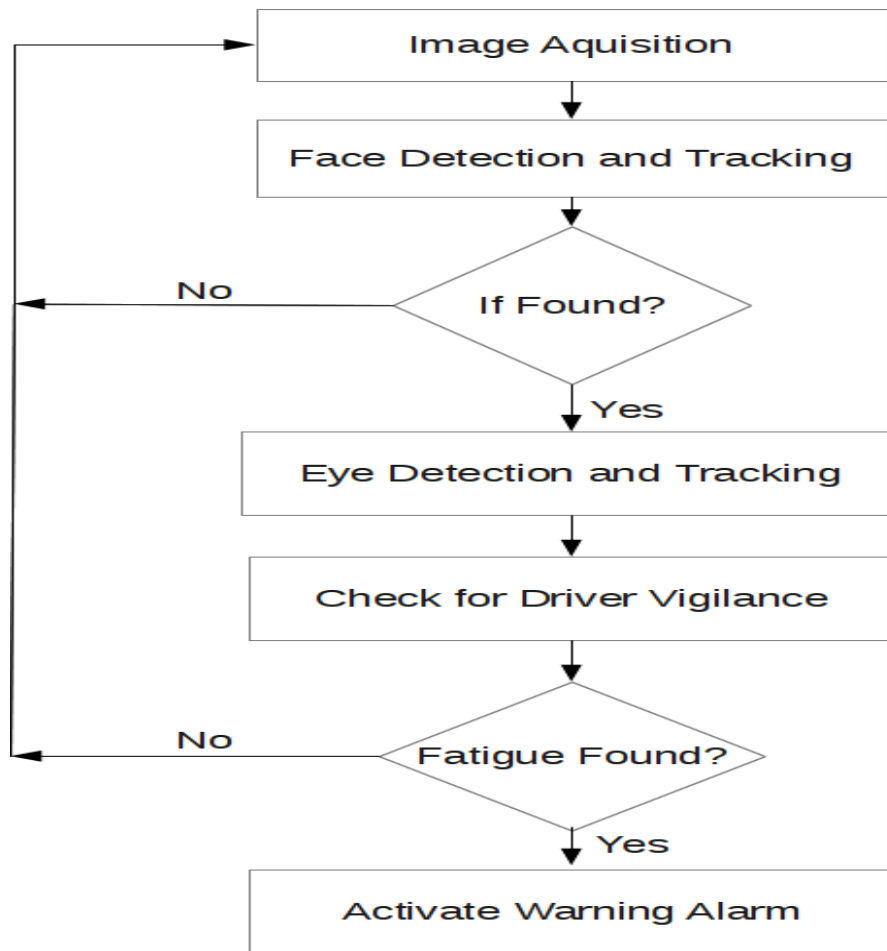 Image Aquisition
Face Detection and Tracking
No
If Found?
Yes
Eye Detection and Tracking
Check for Driver Vigilance
No
Fatigue Found?
Yes
Activate Warning Alarm